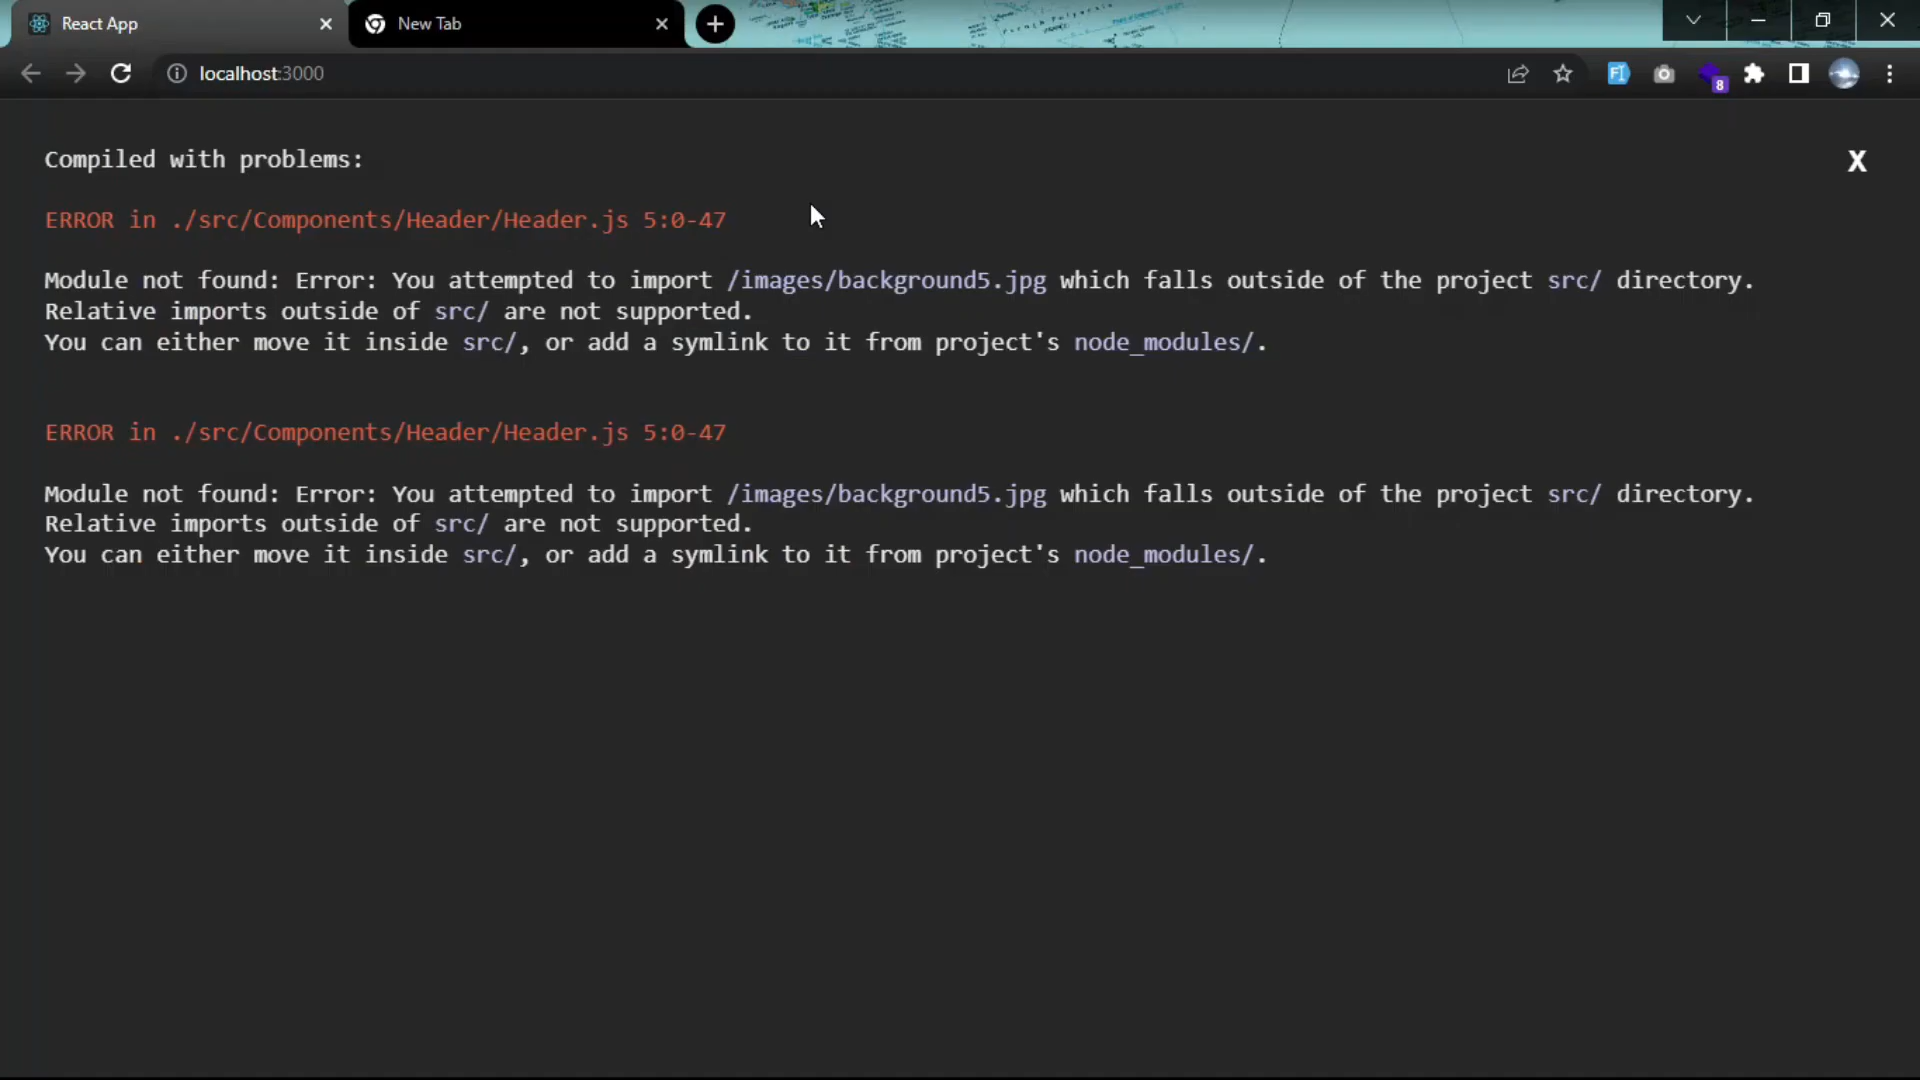 React App
New Tab
localhost:3000
8
Compiled with problems:
X
ERROR in ./src/Components/Header/Header.js 5:0-47
Module not found: Error: You attempted to import /images/background5.jpg which falls outside of the project src/ directory.
Relative imports outside of src/ are not supported.
You can either move it inside src/, or add a symlink to it from project's node_modules/.
ERROR in ./src/Components/Header/Header.js 5:0-47
Module not found: Error: You attempted to import /images/background5.jpg which falls outside of the project src/ directory.
Relative imports outside of src/ are not supported.
You can either move it inside src/, or add a symlink to it from project's node_modules/.